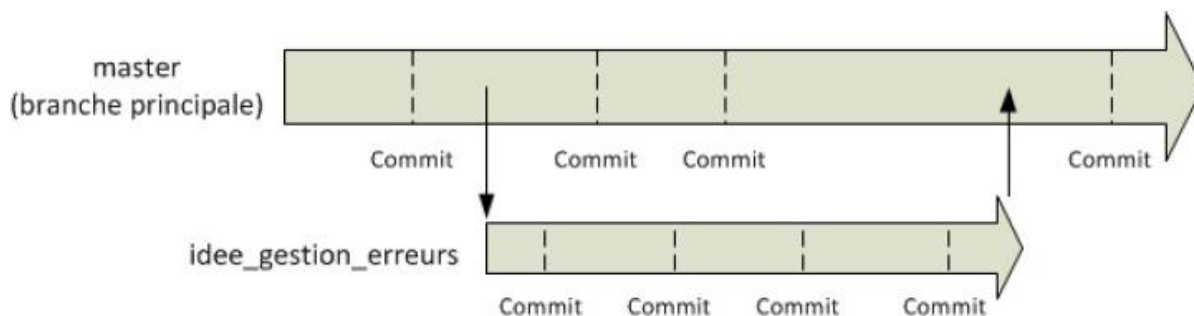 master
(branche principale)
Commit Commit Commit Commit
idee_gestion_erreurs
Commit Commit Commit Commit